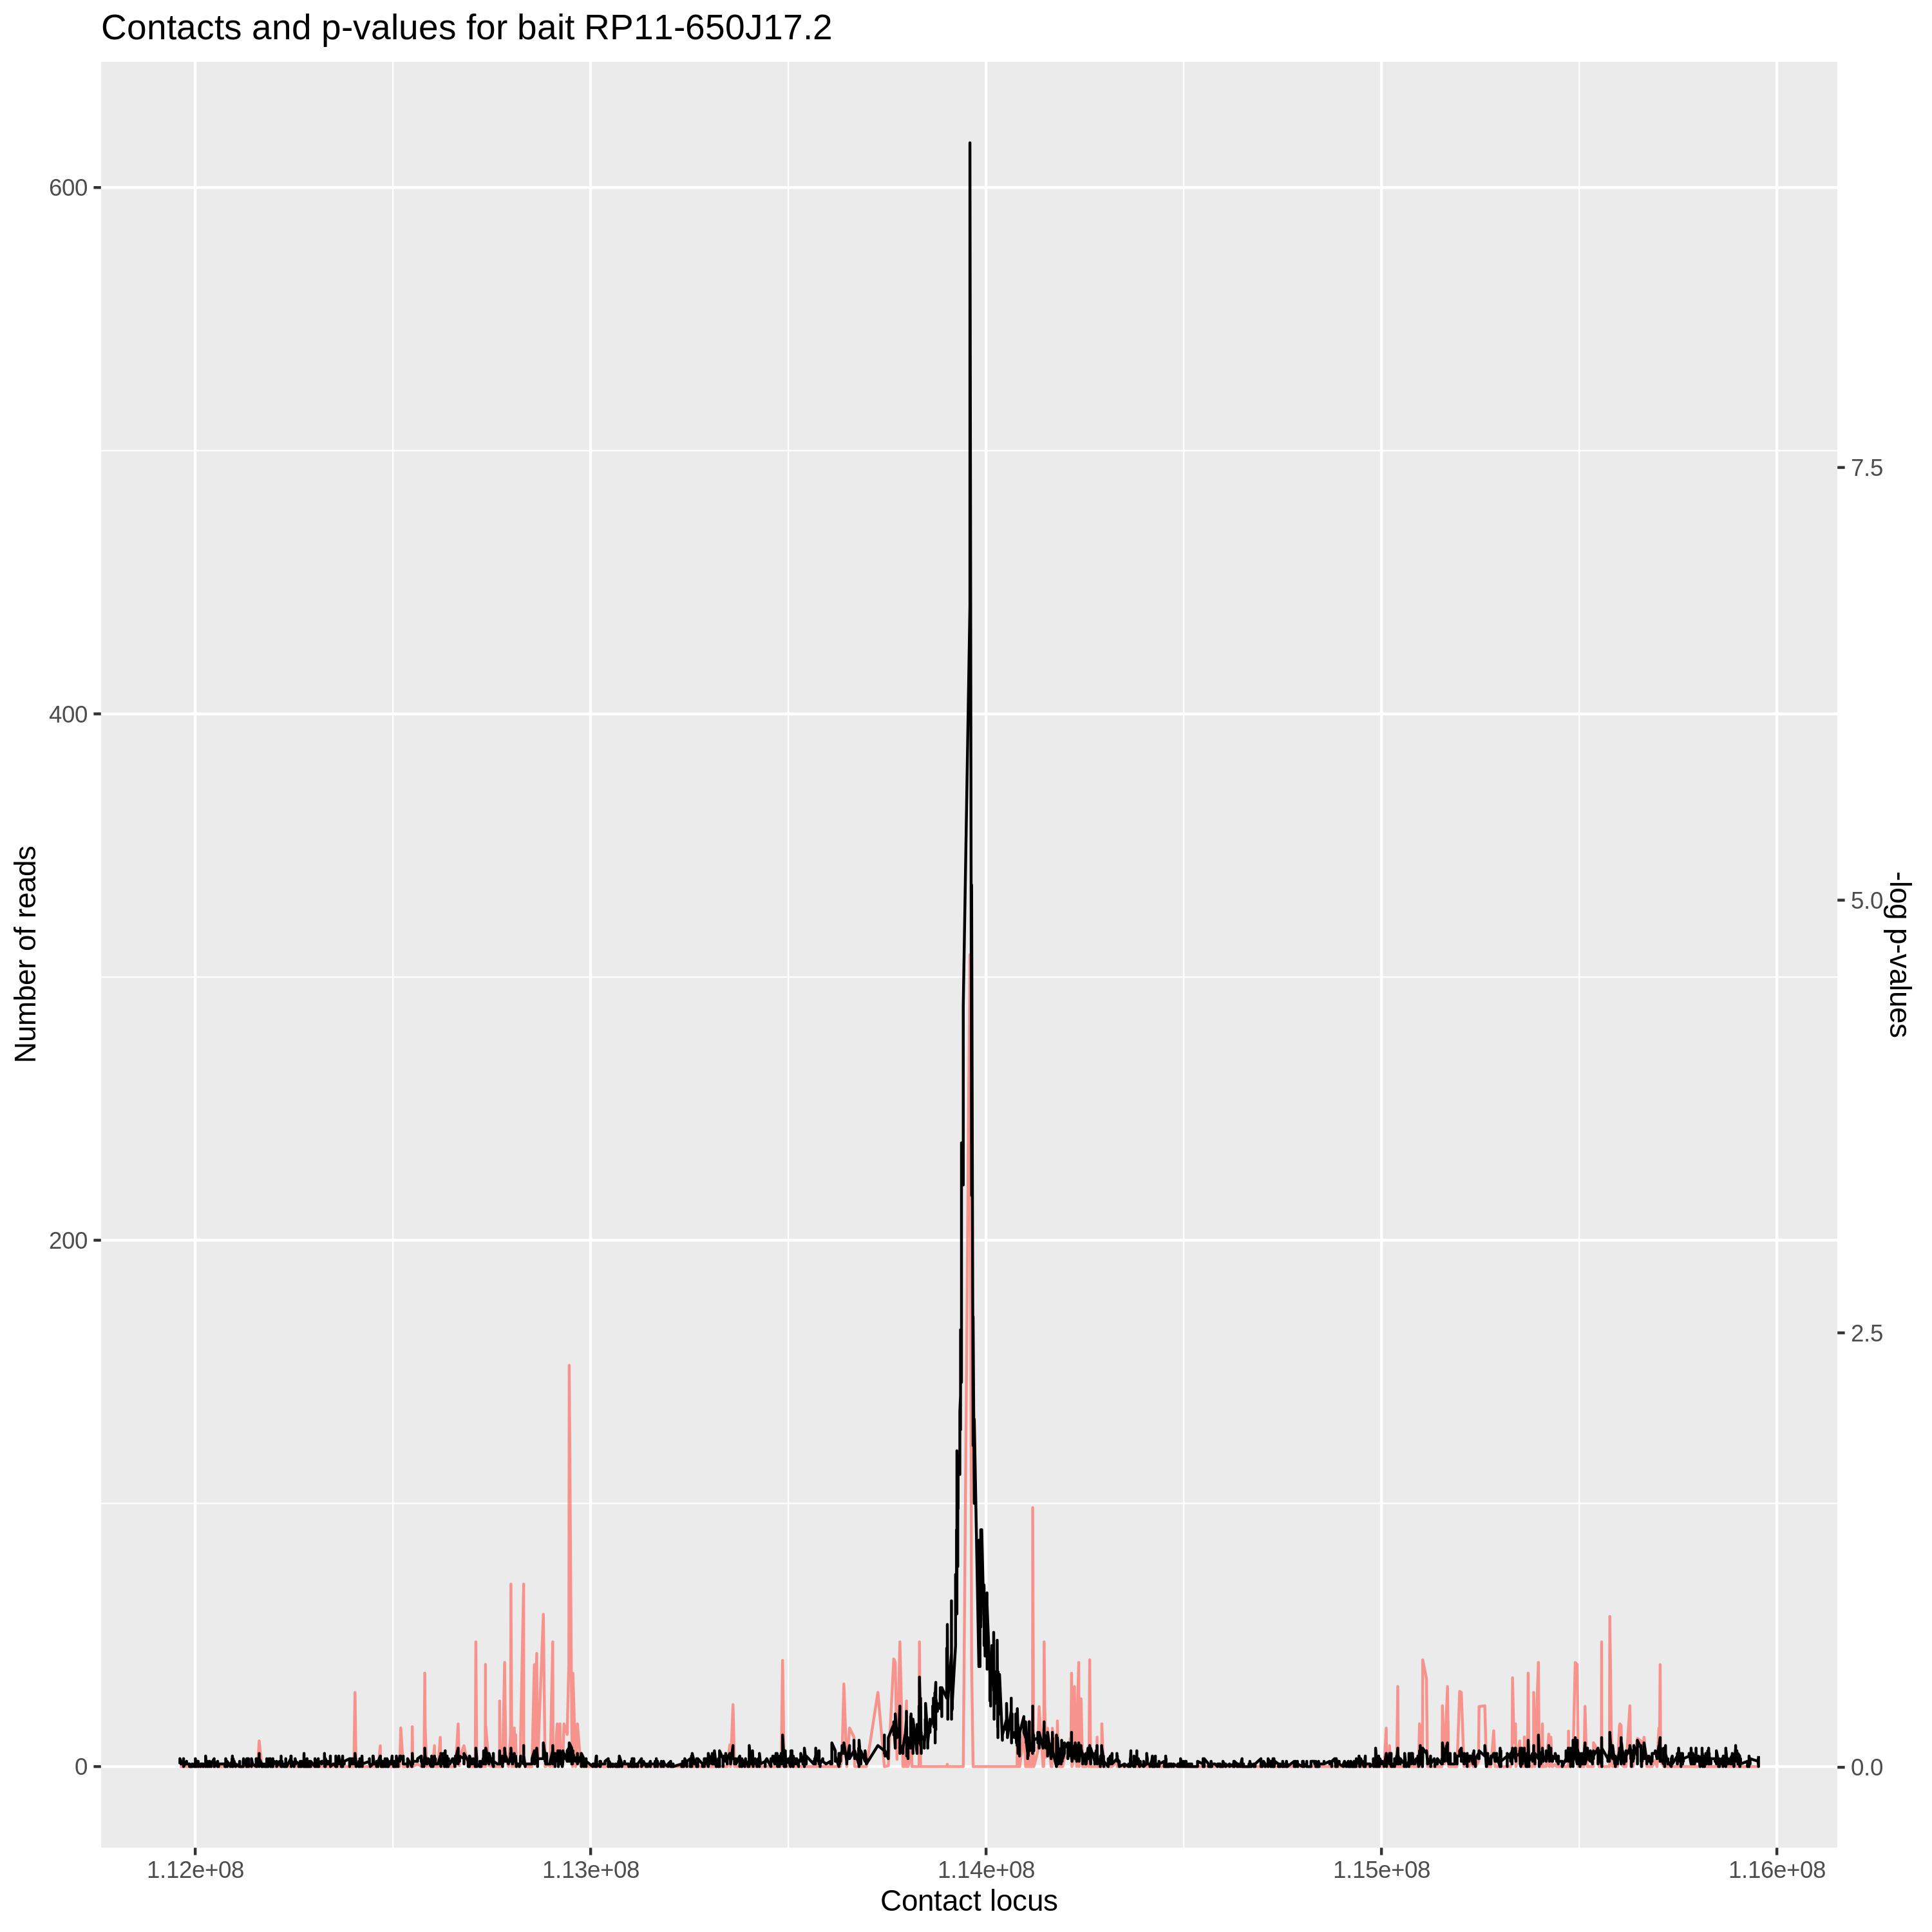 Contacts and p-values for bait RP11-650J17.2
600
400
200
0
Number of reads
7.5
5.0
2.5
0.0
-log p-values
1.12e+08
1.13e+08
1.14e+08
1.15e+08
1.16e+08
Contact locus